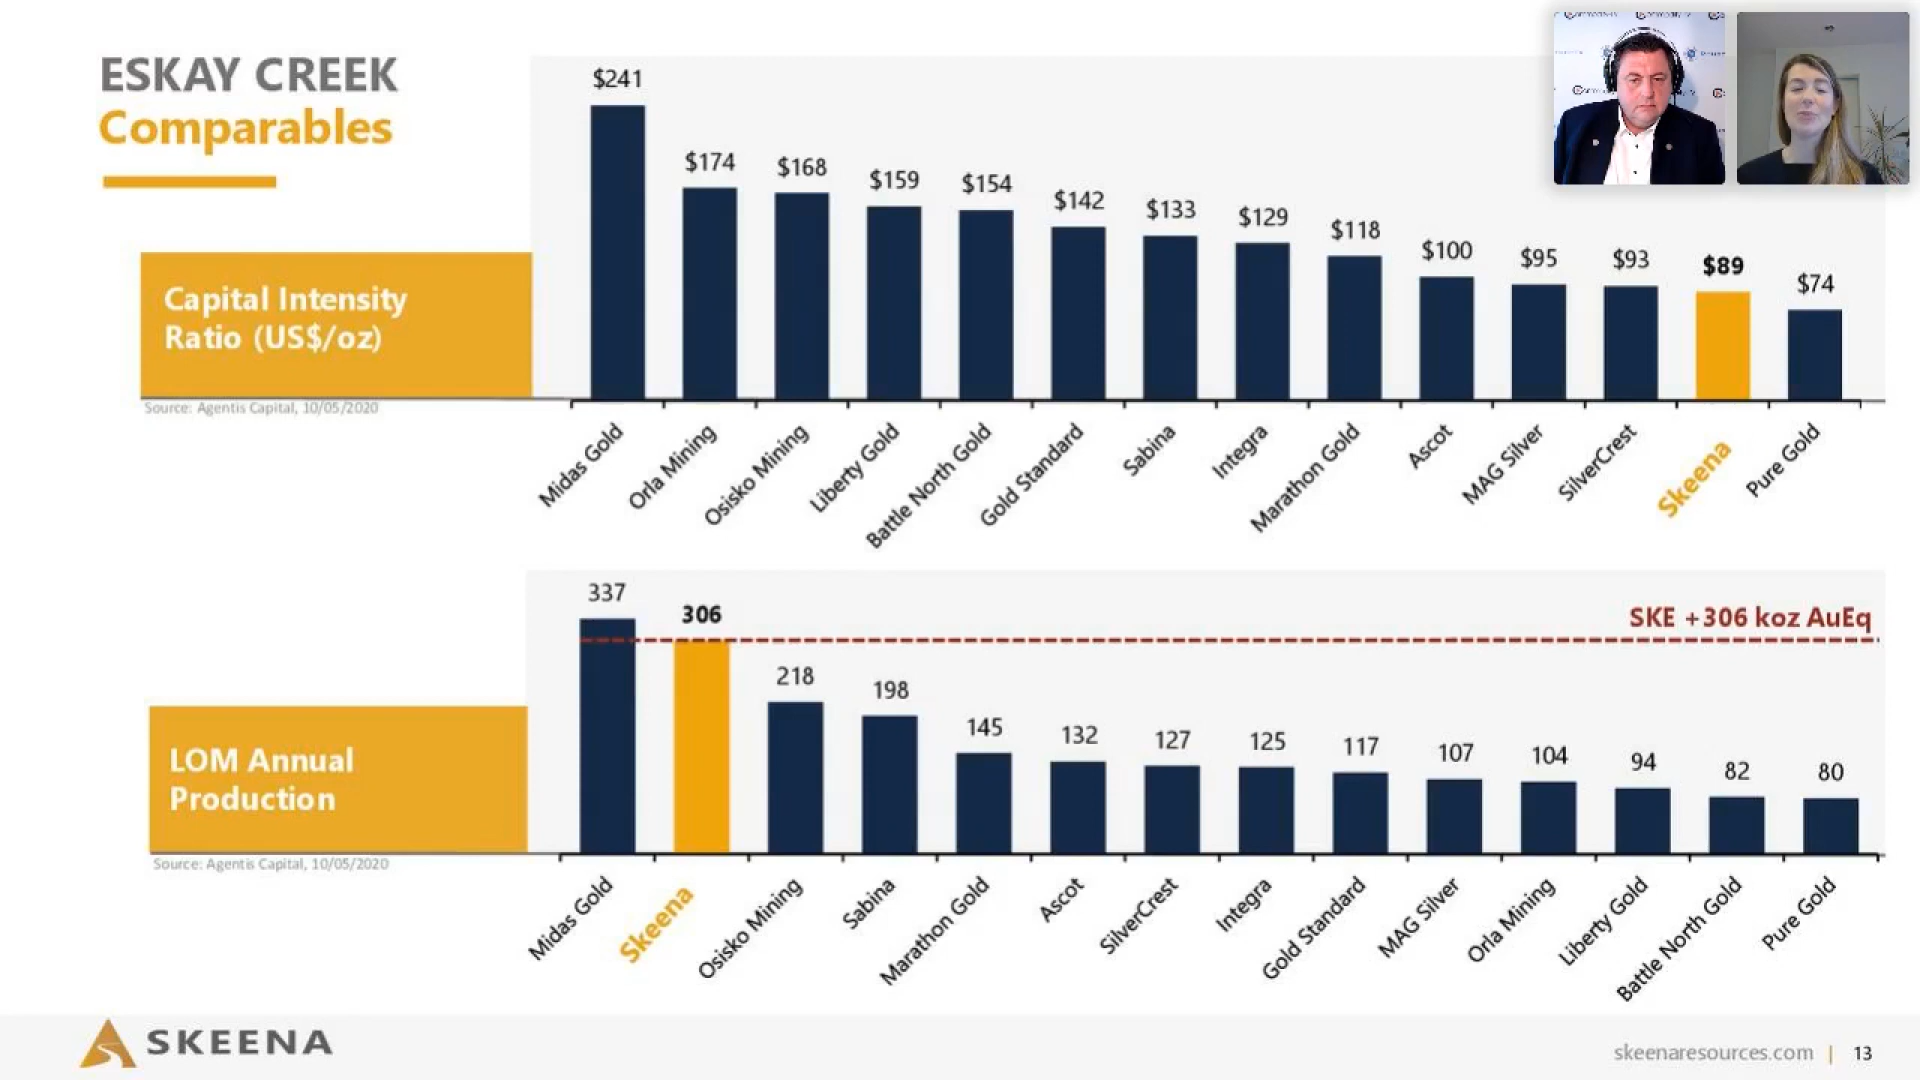 ESKAY CREEK
Comparables
Capital Intensity
Ratio (US$/oz)
Source: Agentis Capital, 10/05/2020
$241
$174
$168
$159
$154
$142
$133
$129
$118
$100
$95
$93
$89
$74
Midas Gold
Orla Mining
Osisko Mining
Liberty Gold
Battle North Gold
Gold Standard
Sabina
Integra
Marathon Gold
Ascot
MAG Silver
SilverCrest
Skeena
Pure Gold
LOM Annual
Production
Source: Agentis Capital, 10/05/2020
SKE +306 koz AuEq
337
306
218
198
145
132
127
125
117
107
104
94
82
80
Midas Gold
Skeena
Osisko Mining
Sabina
Marathon Gold
Ascot
SilverCrest
Integra
Gold Standard
MAG Silver
Orla Mining
Liberty Gold
Battle North Gold
Pure Gold
SKEENA
skeenaresources.com | 13